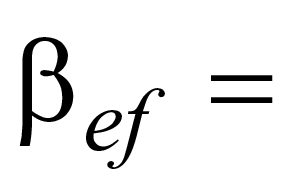 β_ef =